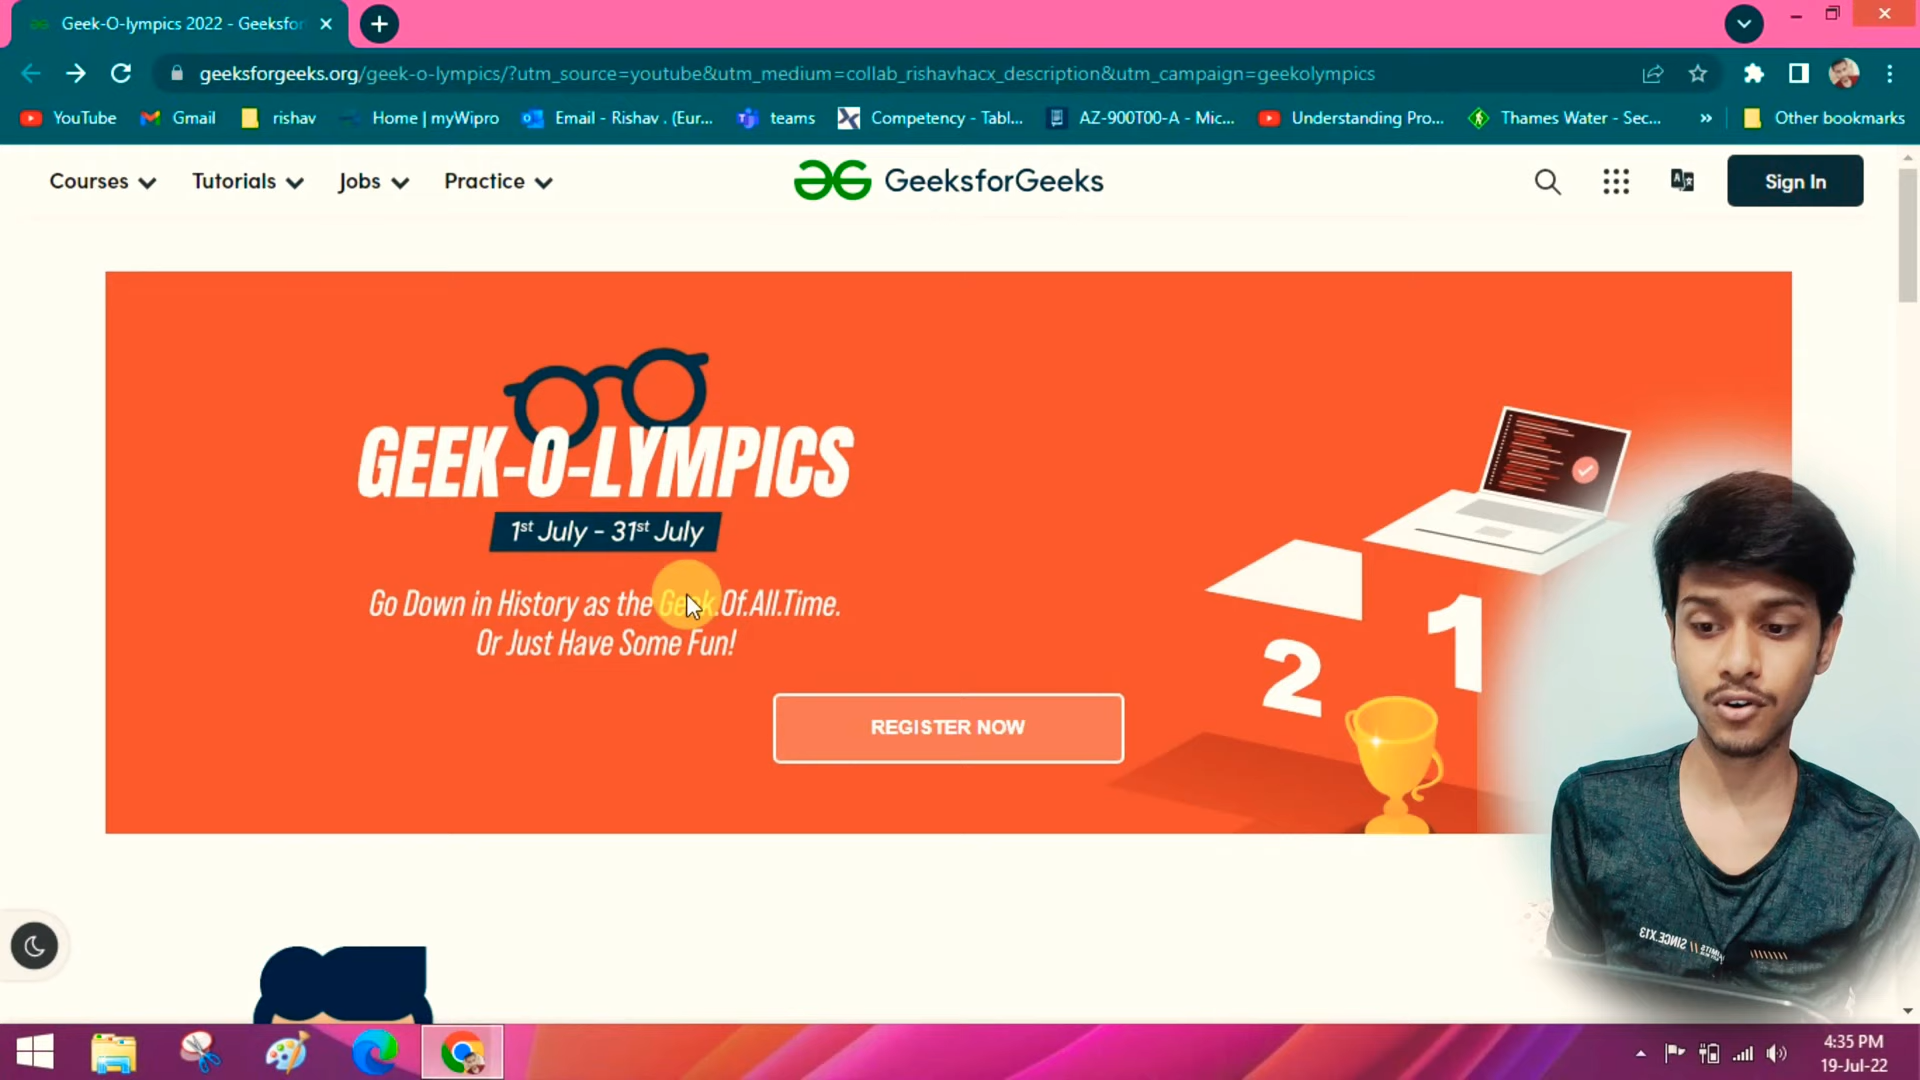 Geek-O-lympics 2022 - Geeksfor
geeksforgeeks.org/geek-o-lympics/?utm_source=youtube&utm_medium=collab_rishavhacx_description&utm_campaign=geekolympics
YouTube Gmail rishav Home | myWipro Email - Rishav . (Eur... teams Competency - Tabl... AZ-900T00-A - Mic... Understanding Pro... Thames Water - Sec... » Other bookmarks
Courses Tutorials Jobs Practice GeeksforGeeks Sign In
GEEK-O-LYMPICS
1st July - 31st July
Go Down in History as the Geek.Of.All.Time.
Or Just Have Some Fun!
1
2
REGISTER NOW
4:35 PM
19-Jul-22